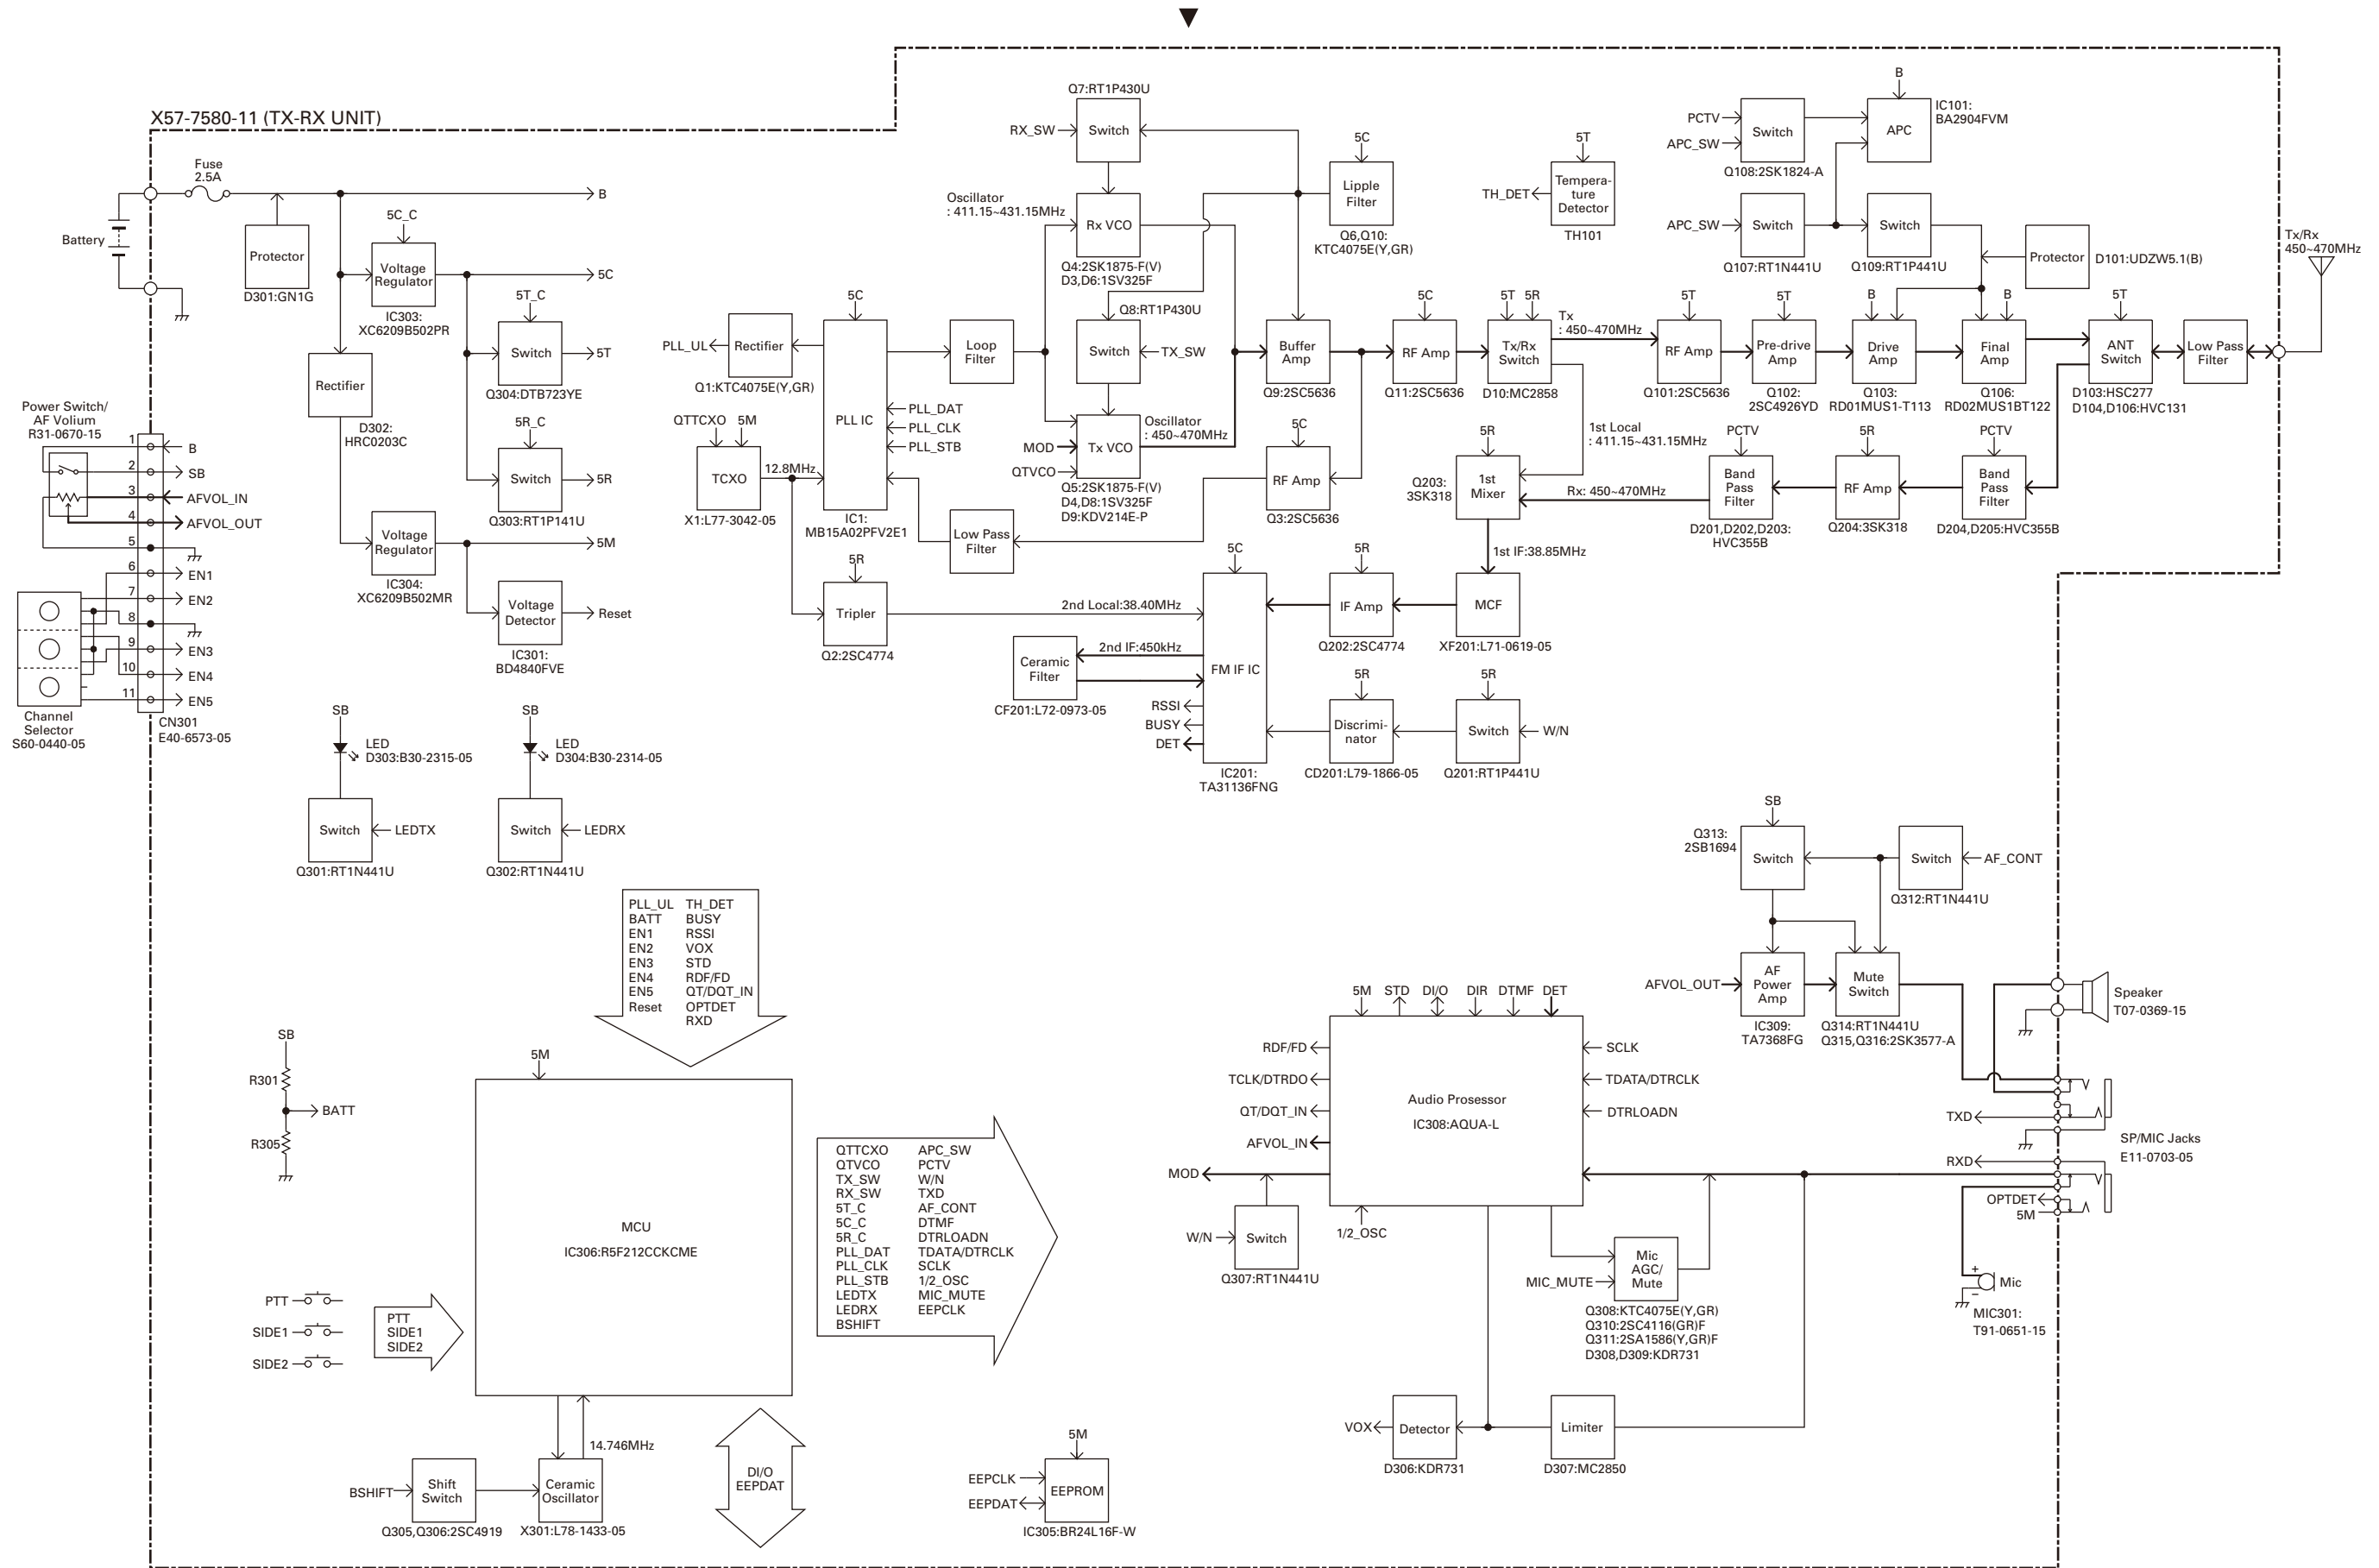 X57-7580-11 (TX-RX UNIT)
Fuse
2.5A
B
Battery
Protector
D301:GN1G
5C_C
Voltage
Regulator
IC303:
XC6209B502PR
5C
5T_C
Switch
5T
Q304:DTB723YE
Rectifier
D302:
HRC0203C
5R_C
Switch
5R
Q303:RT1P141U
Voltage
Regulator
IC304:
XC6209B502MR
5M
Voltage
Detector
Reset
IC301:
BD4840FVE
Power Switch/
AF Volium
R31-0670-15
1
B
2
SB
3
AFVOL_IN
4
AFVOL_OUT
5
6
EN1
7
EN2
8
9
EN3
10
EN4
11
EN5
Channel
Selector
S60-0440-05
CN301
E40-6573-05
SB
LED
D303:B30-2315-05
Switch
LEDTX
Q301:RT1N441U
SB
LED
D304:B30-2314-05
Switch
LEDRX
Q302:RT1N441U
PLL_UL
Rectifier
Q1:KTC4075E(Y,GR)
QTTCXO
5M
TCXO
12.8MHz
X1:L77-3042-05
5C
PLL IC
PLL_DAT
PLL_CLK
PLL_STB
IC1:
MB15A02PFV2E1
5R
Tripler
Q2:2SC4774
Loop
Filter
Low Pass
Filter
Q7:RT1P430U
RX_SW
Switch
Oscillator
: 411.15~431.15MHz
Rx VCO
Q4:2SK1875-F(V)
D3,D6:1SV325F
Q8:RT1P430U
Switch
TX_SW
Oscillator
: 450~470MHz
MOD
Tx VCO
QTVCO
Q5:2SK1875-F(V)
D4,D8:1SV325F
D9:KDV214E-P
5C
Lipple
Filter
Q6,Q10:
KTC4075E(Y,GR)
Buffer
Amp
Q9:2SC5636
5C
RF Amp
Q3:2SC5636
5C
RF Amp
Q11:2SC5636
5T
5R
Tx/Rx
Switch
D10:MC2858
Tx
: 450~470MHz
1st Local
: 411.15~431.15MHz
5T
TH_DET
Tempera-
ture
Detector
TH101
PCTV
APC_SW
Switch
Q108:2SK1824-A
B
APC
IC101:
BA2904FVM
APC_SW
Switch
Q107:RT1N441U
Switch
Q109:RT1P441U
Protector
D101:UDZW5.1(B)
Tx/Rx
450~470MHz
5T
RF Amp
Q101:2SC5636
5T
Pre-drive
Amp
Q102:
2SC4926YD
B
Drive
Amp
Q103:
RD01MUS1-T113
B
Final
Amp
Q106:
RD02MUS1BT122
5T
ANT
Switch
D103:HSC277
D104,D106:HVC131
Low Pass
Filter
5R
Q203:
3SK318
1st
Mixer
Rx: 450~470MHz
PCTV
Band
Pass
Filter
D201,D202,D203:
HVC355B
5R
RF Amp
Q204:3SK318
PCTV
Band
Pass
Filter
D204,D205:HVC355B
1st IF:38.85MHz
MCF
XF201:L71-0619-05
5R
IF Amp
Q202:2SC4774
5C
FM IF IC
2nd Local:38.40MHz
2nd IF:450kHz
Ceramic
Filter
CF201:L72-0973-05
RSSI
BUSY
DET
IC201:
TA31136FNG
5R
Discrimi-
nator
CD201:L79-1866-05
5R
Switch
W/N
Q201:RT1P441U
SB
Q313:
2SB1694
Switch
Switch
AF_CONT
Q312:RT1N441U
AFVOL_OUT
AF
Power
Amp
IC309:
TA7368FG
Mute
Switch
Q314:RT1N441U
Q315,Q316:2SK3577-A
Speaker
T07-0369-15
TXD
SP/MIC Jacks
E11-0703-05
RXD
OPTDET
5M
Mic
+
−
MIC301:
T91-0651-15
PLL_UL TH_DET
BATT BUSY
EN1 RSSI
EN2 VOX
EN3 STD
EN4 RDF/FD
EN5 QT/DQT_IN
Reset OPTDET
RXD
SB
R301
BATT
R305
5M
MCU
IC306:R5F212CCKCME
PTT
SIDE1
SIDE2
PTT
SIDE1
SIDE2
QTTCXO APC_SW
QTVCO PCTV
TX_SW W/N
RX_SW TXD
5T_C AF_CONT
5C_C DTMF
5R_C DTRLOADN
PLL_DAT TDATA/DTRCLK
PLL_CLK SCLK
PLL_STB 1/2_OSC
LEDTX MIC_MUTE
LEDRX EEPCLK
BSHIFT
14.746MHz
BSHIFT
Shift
Switch
Q305,Q306:2SC4919
Ceramic
Oscillator
X301:L78-1433-05
DI/O
EEPDAT
5M
EEPCLK
EEPDAT
EEPROM
IC305:BR24L16F-W
5M STD DI/O DIR DTMF DET
RDF/FD
TCLK/DTRDO
QT/DQT_IN
AFVOL_IN
MOD
Audio Prosessor
IC308:AQUA-L
SCLK
TDATA/DTRCLK
DTRLOADN
1/2_OSC
W/N
Switch
Q307:RT1N441U
MIC_MUTE
Mic
AGC/
Mute
Q308:KTC4075E(Y,GR)
Q310:2SC4116(GR)F
Q311:2SA1586(Y,GR)F
D308,D309:KDR731
VOX
Detector
D306:KDR731
Limiter
D307:MC2850